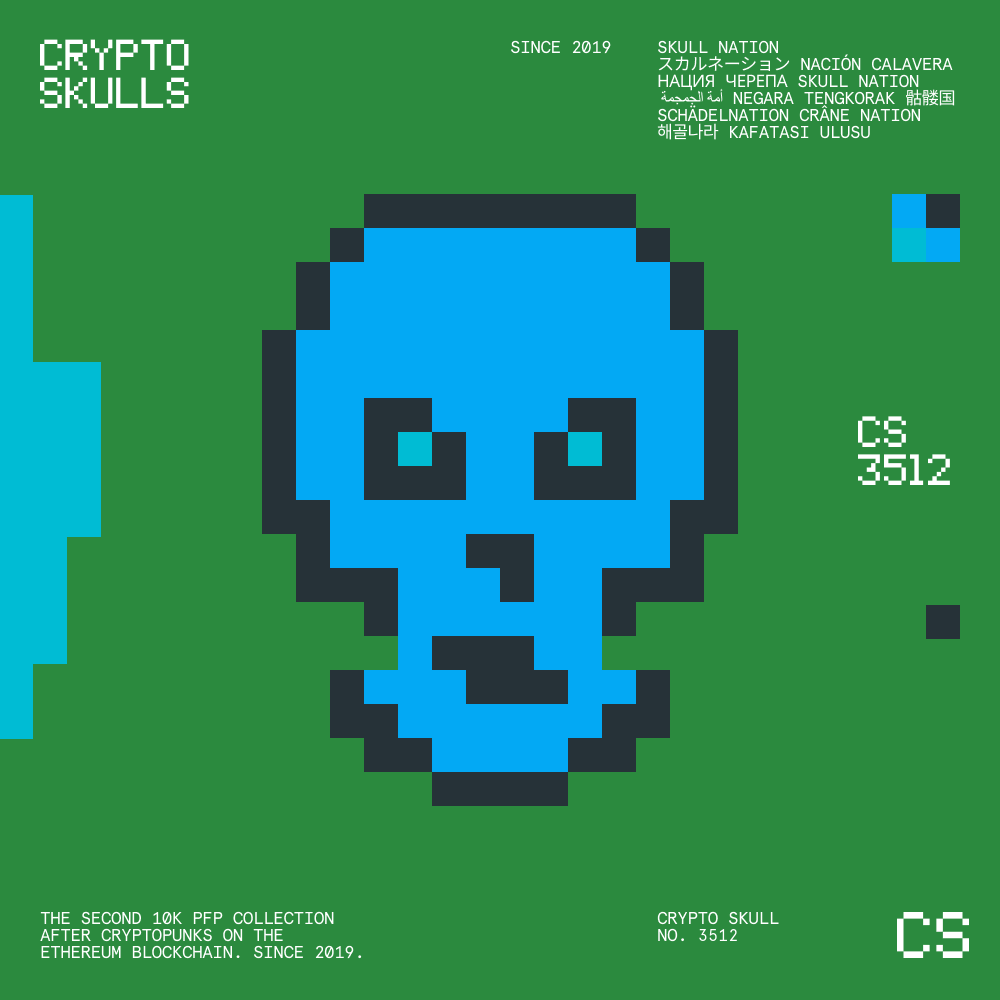 CRYPTO
SKULLS
SINCE 2019
SKULL NATION
スカルネーション NACIÓN CALAVERA
НАЦИЯ ЧЕРЕПА SKULL NATION
أمة الجمجمة NEGARA TENGKORAK 骷髅国
SCHÄDELNATION CRÂNE NATION
해골나라 KAFATASI ULUSU
CS
3512
THE SECOND 10K PFP COLLECTION
AFTER CRYPTOPUNKS ON THE
ETHEREUM BLOCKCHAIN. SINCE 2019.
CRYPTO SKULL
NO. 3512
CS